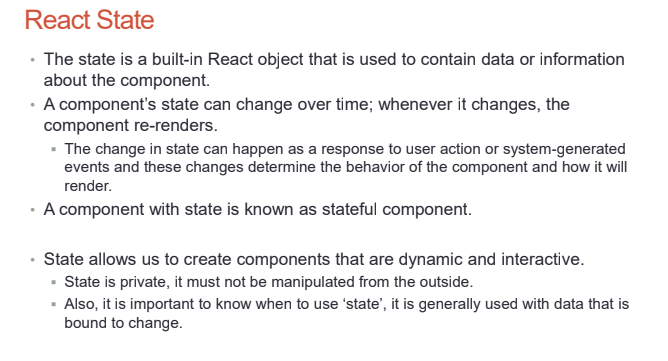 React State
• The state is a built-in React object that is used to contain data or information
about the component.
• A component's state can change over time; whenever it changes, the
component re-renders.
▪ The change in state can happen as a response to user action or system-generated
events and these changes determine the behavior of the component and how it will
render.
• A component with state is known as stateful component.
• State allows us to create components that are dynamic and interactive.
▪ State is private, it must not be manipulated from the outside.
▪ Also, it is important to know when to use ‘state’, it is generally used with data that is
bound to change.